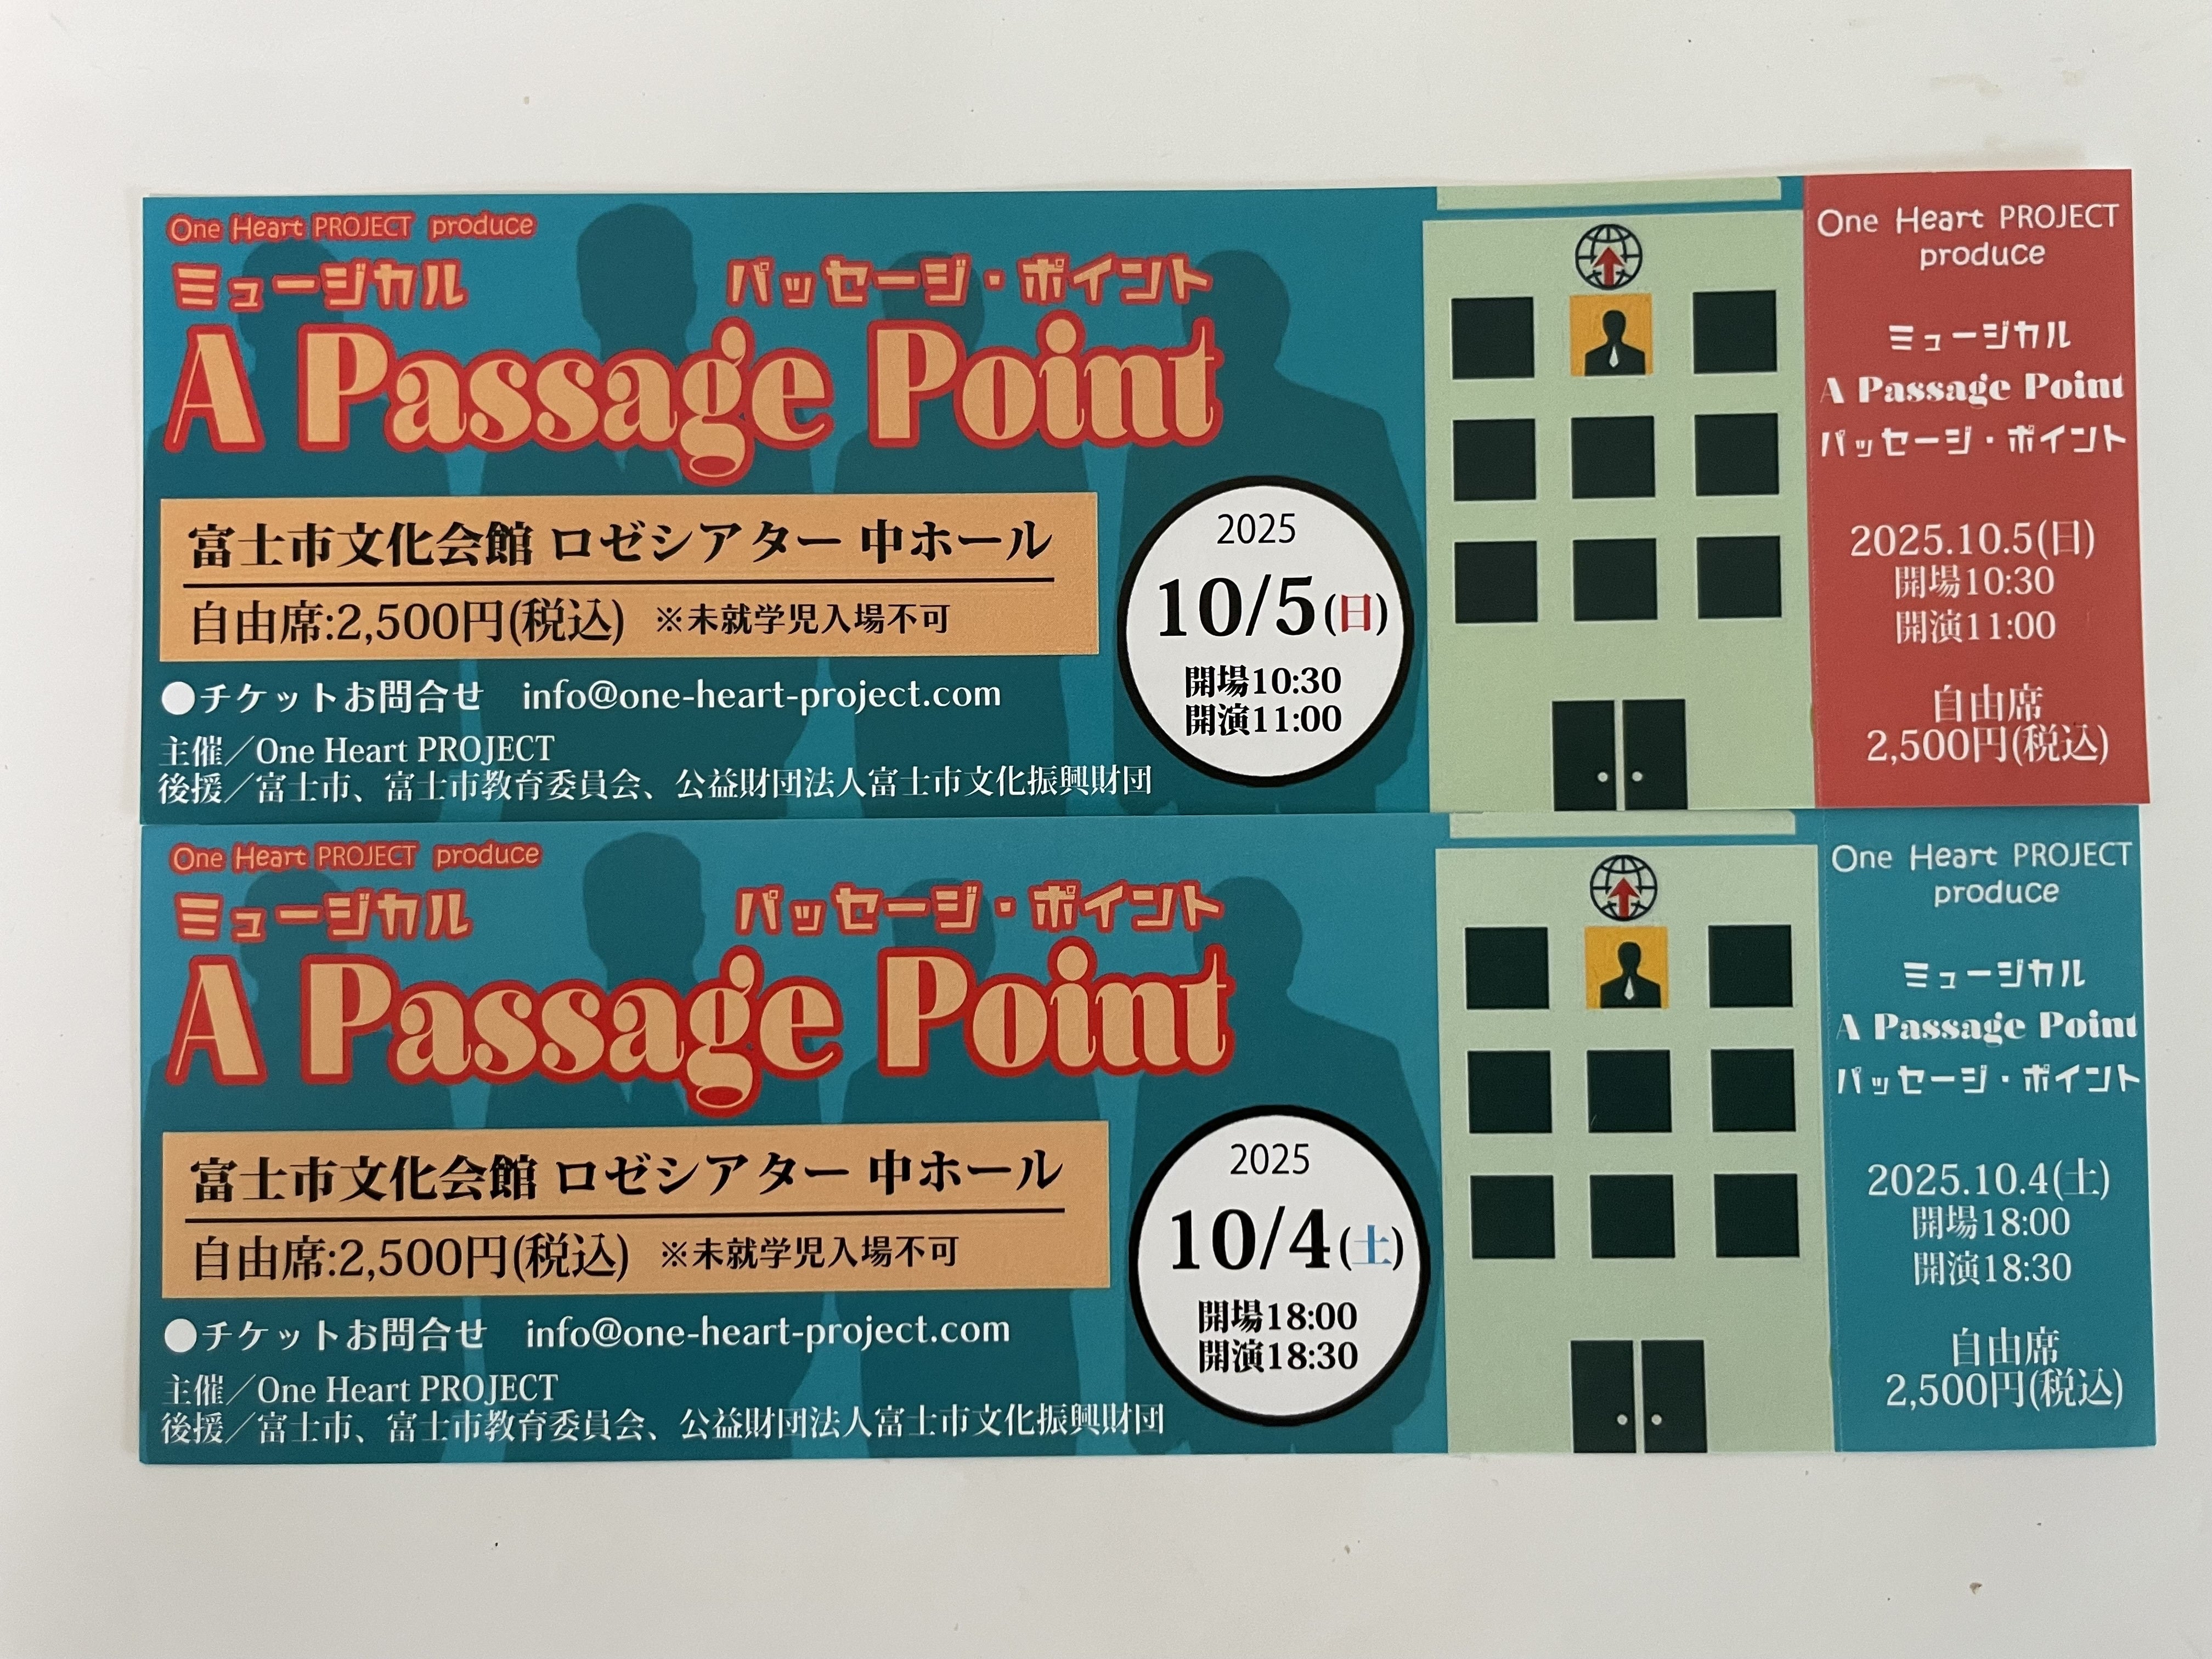 One Heart PROJECT produce
ミュージカル パッセージ・ポイント
A Passage Point
富士市文化会館 ロゼシアター 中ホール
自由席:2,500円(税込) ※未就学児入場不可
●チケットお問合せ info@one-heart-project.com
主催／One Heart PROJECT
後援／富士市、富士市教育委員会、公益財団法人富士市文化振興財団
2025
10/5(日)
開場10:30
開演11:00
One Heart PROJECT
produce
ミュージカル
A Passage Point
パッセージ・ポイント
2025.10.5(日)
開場10:30
開演11:00
自由席
2,500円(税込)
One Heart PROJECT produce
ミュージカル パッセージ・ポイント
A Passage Point
富士市文化会館 ロゼシアター 中ホール
自由席:2,500円(税込) ※未就学児入場不可
●チケットお問合せ info@one-heart-project.com
主催／One Heart PROJECT
後援／富士市、富士市教育委員会、公益財団法人富士市文化振興財団
2025
10/4(土)
開場18:00
開演18:30
One Heart PROJECT
produce
ミュージカル
A Passage Point
パッセージ・ポイント
2025.10.4(土)
開場18:00
開演18:30
自由席
2,500円(税込)